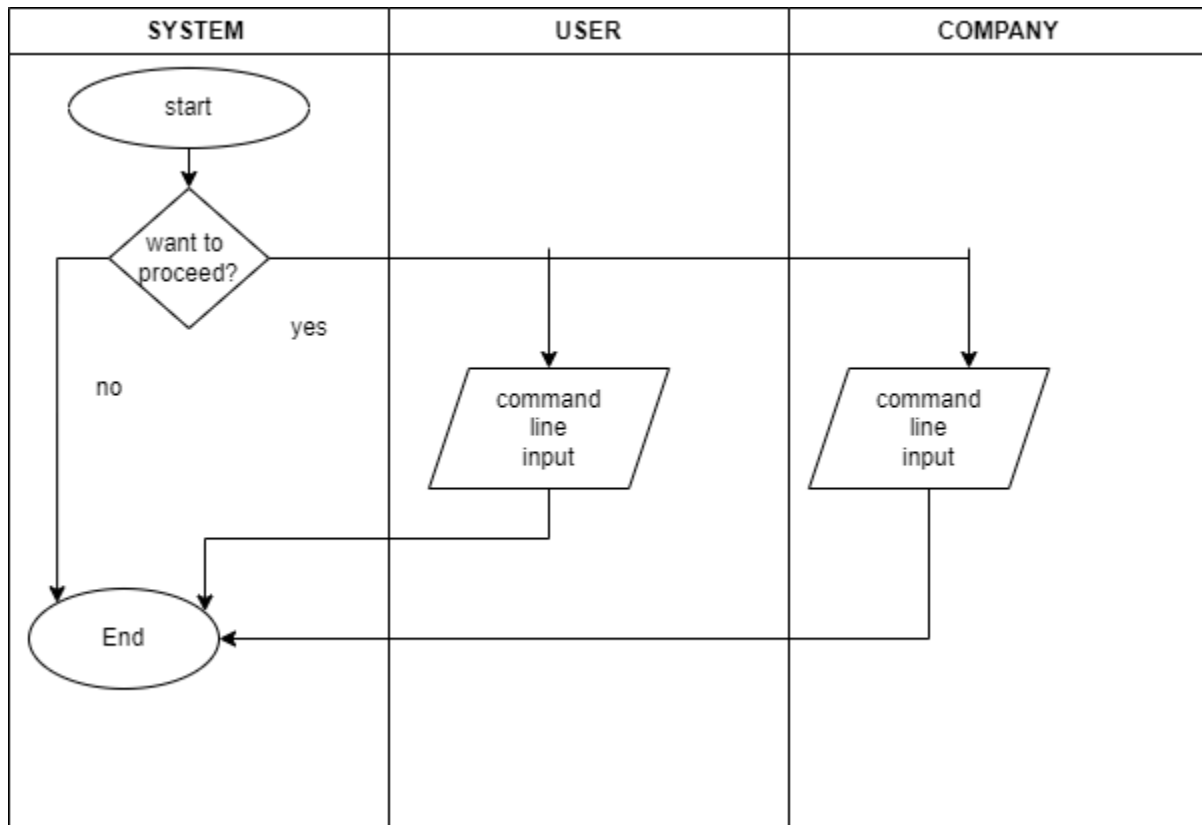 SYSTEM
USER
COMPANY
start
want to
proceed?
yes
no
command
line
input
command
line
input
End